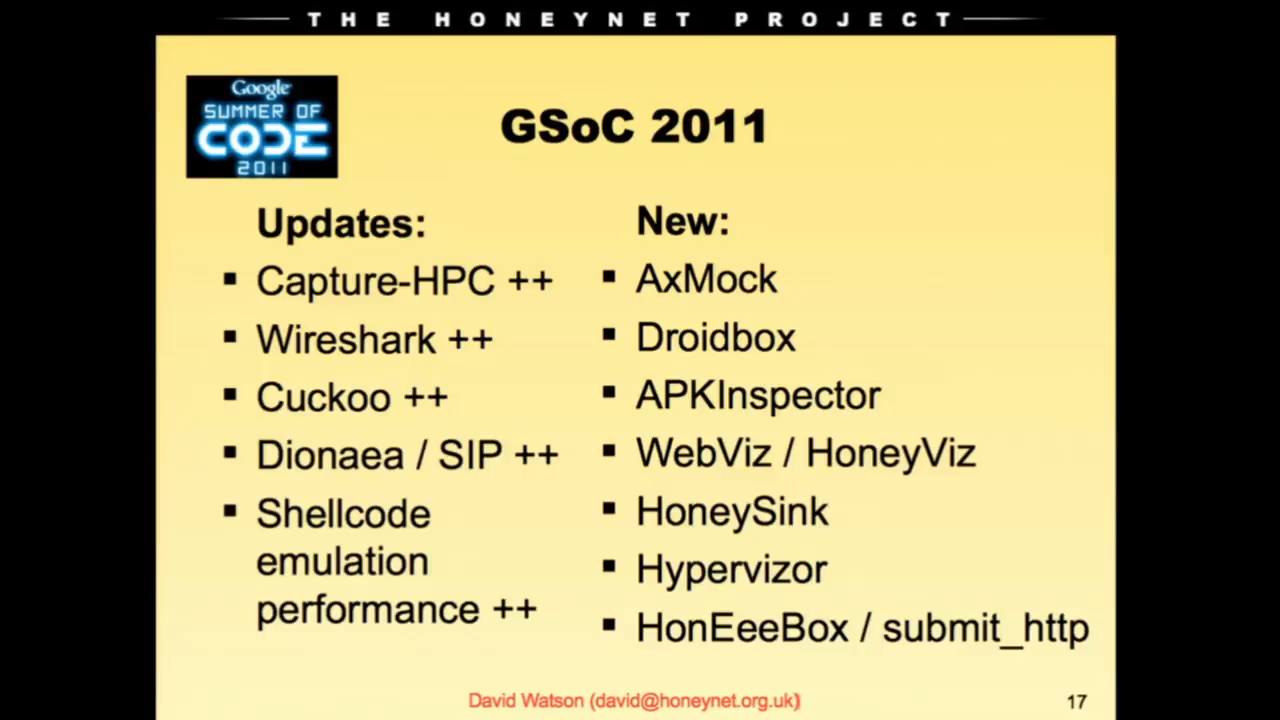 THE HONEYNET PROJECT
Google
SUMMER OF
CODE
2011
GSoC 2011
Updates:
▪ Capture-HPC ++
▪ Wireshark ++
▪ Cuckoo ++
▪ Dionaea / SIP ++
▪ Shellcode
emulation
performance ++
New:
▪ AxMock
▪ Droidbox
▪ APKInspector
▪ WebViz / HoneyViz
▪ HoneySink
▪ Hypervizor
▪ HonEeeBox / submit_http
David Watson (david@honeynet.org.uk)
17